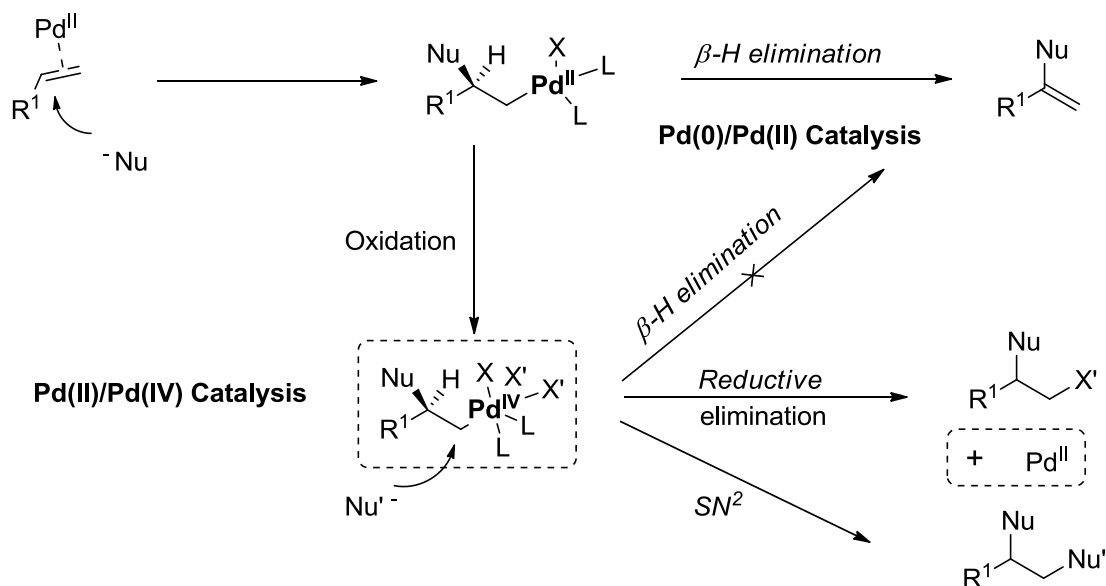 Pd^II
R^1
^- Nu
Nu H X
Pd^II L
R^1
L
β-H elimination
Nu
R^1
Pd(0)/Pd(II) Catalysis
Oxidation
β-H elimination
Pd(II)/Pd(IV) Catalysis
Nu H X X'
X'
Pd^IV
R^1 L
L
Nu' ^-
Reductive
elimination
Nu
X'
R^1
+ Pd^II
SN^2
Nu
Nu'
R^1